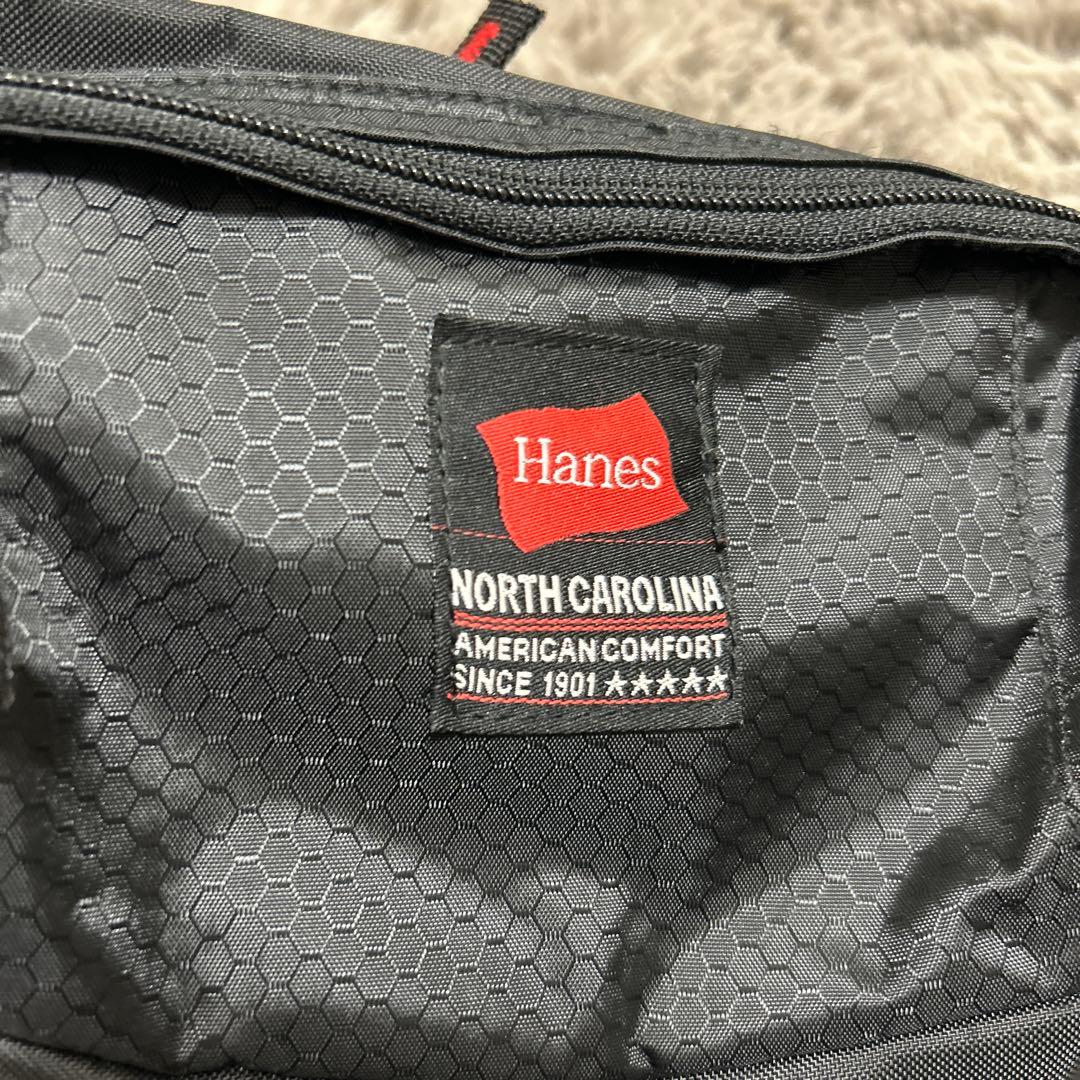 Hanes
NORTH CAROLINA
AMERICAN COMFORT
SINCE 1901 ★★★★★